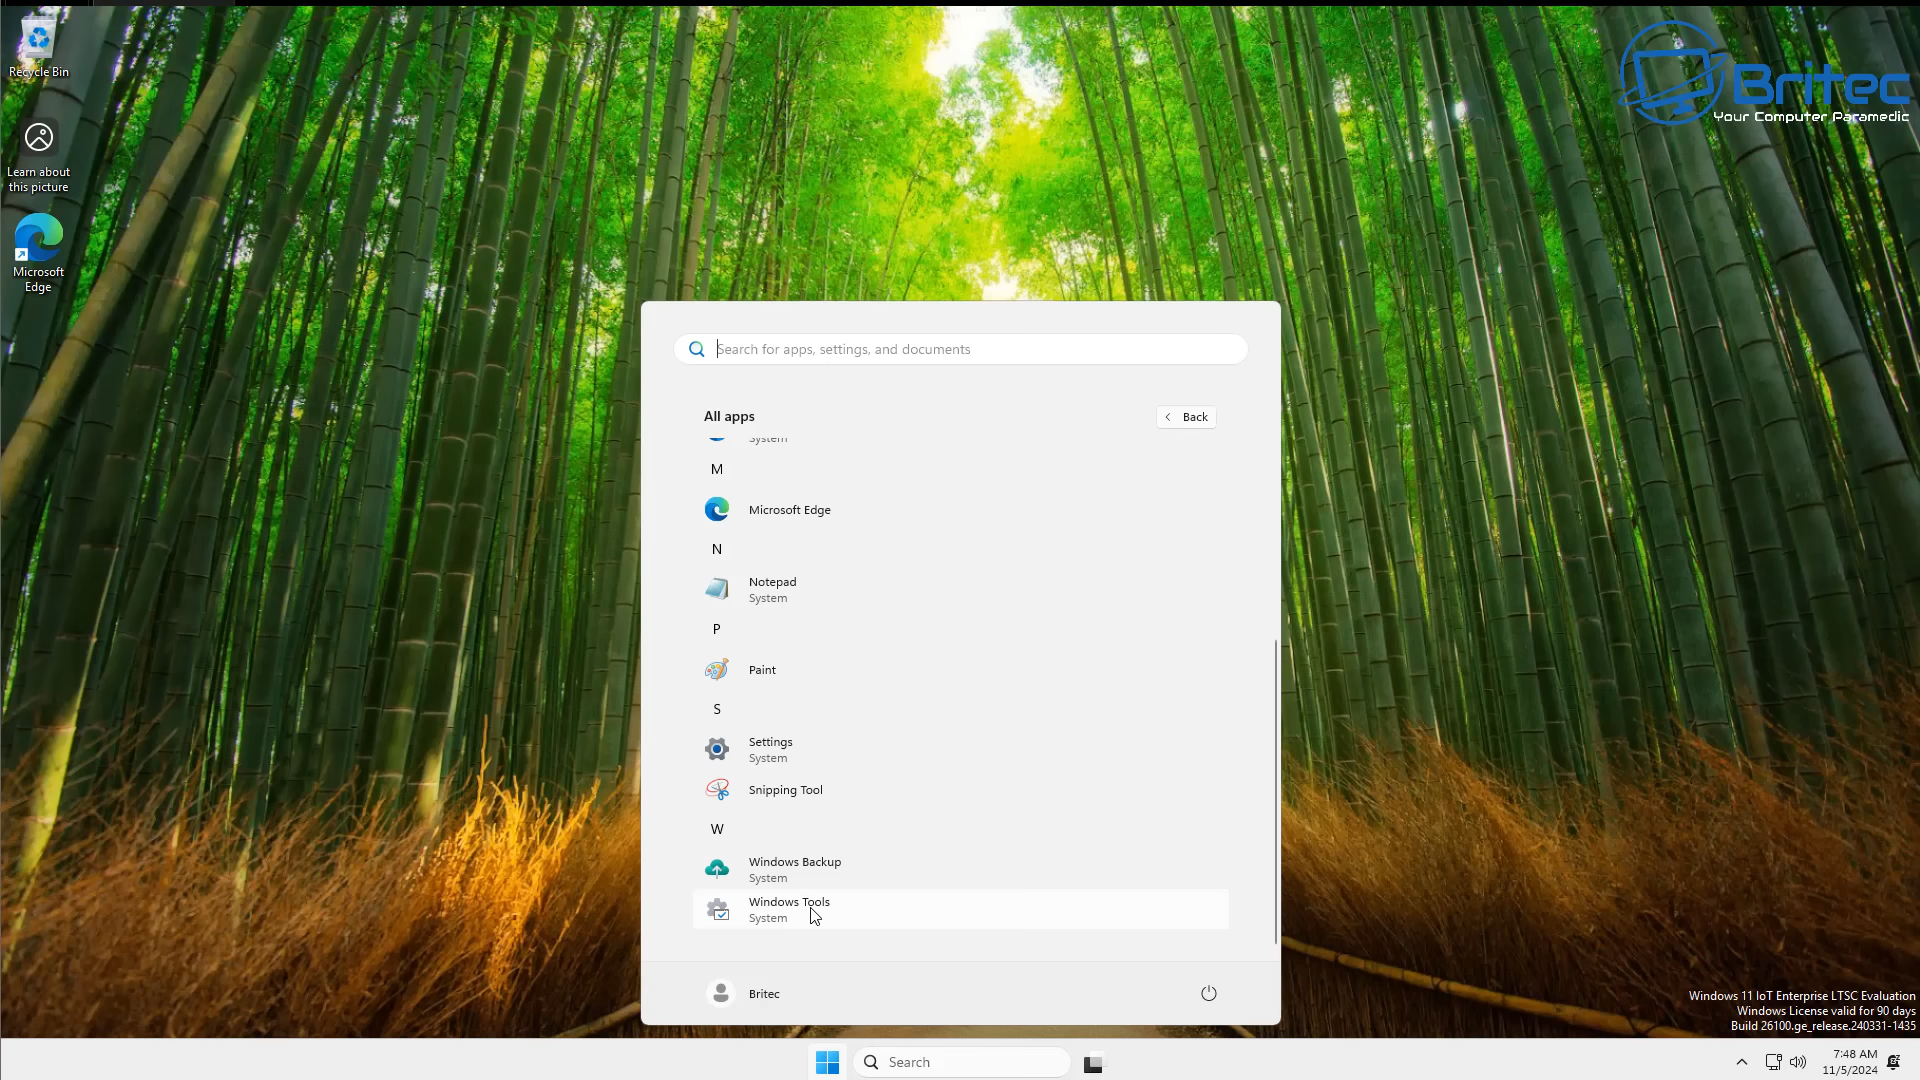 Recycle Bin
Learn about
this picture
Microsoft
Edge
Britec
Your Computer Paramedic
Search for apps, settings, and documents
All apps
Back
System
M
Microsoft Edge
N
Notepad
System
P
Paint
S
Settings
System
Snipping Tool
W
Windows Backup
System
Windows Tools
System
Britec
Windows 11 IoT Enterprise LTSC Evaluation
Windows License valid for 90 days
Build 26100.ge_release.240331-1435
Search
7:48 AM
11/5/2024